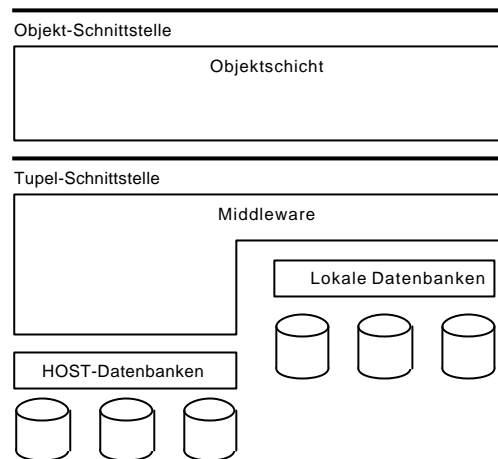 Objekt-Schnittstelle
Objektschicht
Tupel-Schnittstelle
Middleware
Lokale Datenbanken
HOST-Datenbanken